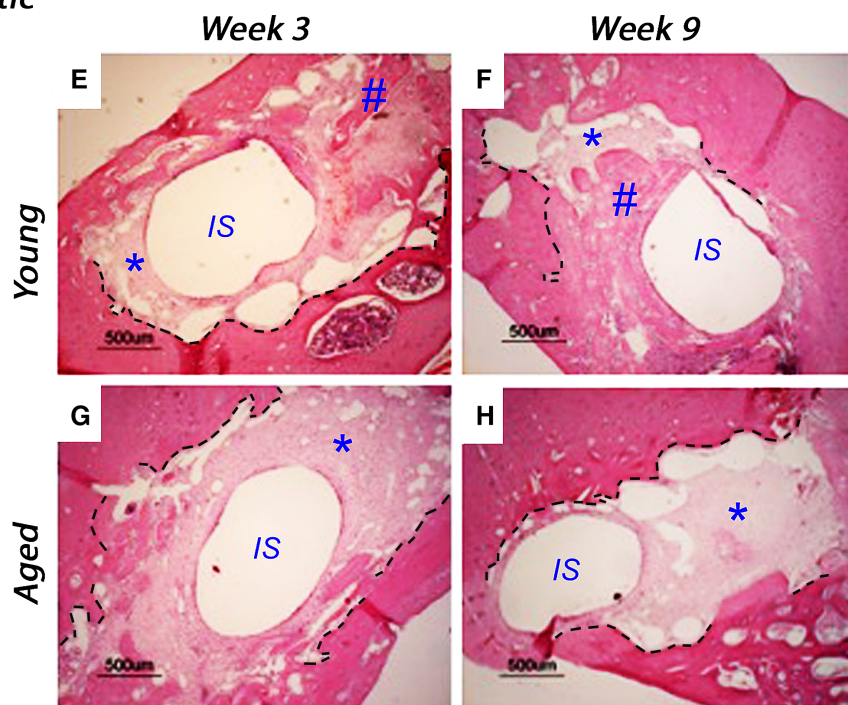 Week 3 Week 9
Young
E # IS * 500um
F * # IS 500um
Aged
G * IS 500um
H * IS 500um